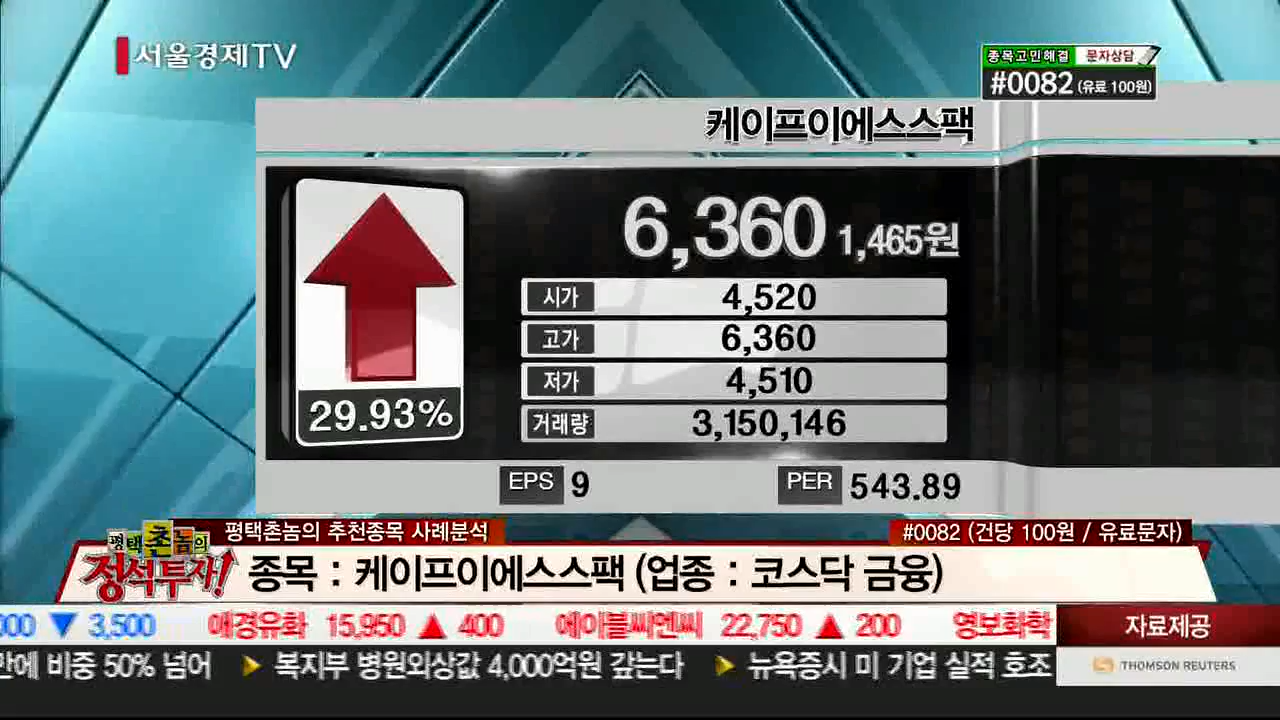 서울경제TV
종목고민해결 문자상담
#0082 (유료 100원)
케이프이에스스팩
6,360 1,465원
29.93%
시가 4,520
고가 6,360
저가 4,510
거래량 3,150,146
EPS 9 PER 543.89
평택촌놈의 정석투자!
평택촌놈의 추천종목 사례분석
#0082 (건당 100원 / 유료문자)
종목 : 케이프이에스스팩 (업종 : 코스닥 금융)
000 ▼ 3,500 애경유화 15,950 ▲ 400 에이블씨엔씨 22,750 ▲ 200 영보화학
자료제공
만에 비중 50% 넘어 ▶ 복지부 병원외상값 4,000억원 갚는다 ▶ 뉴욕증시 미 기업 실적 호조
THOMSON REUTERS